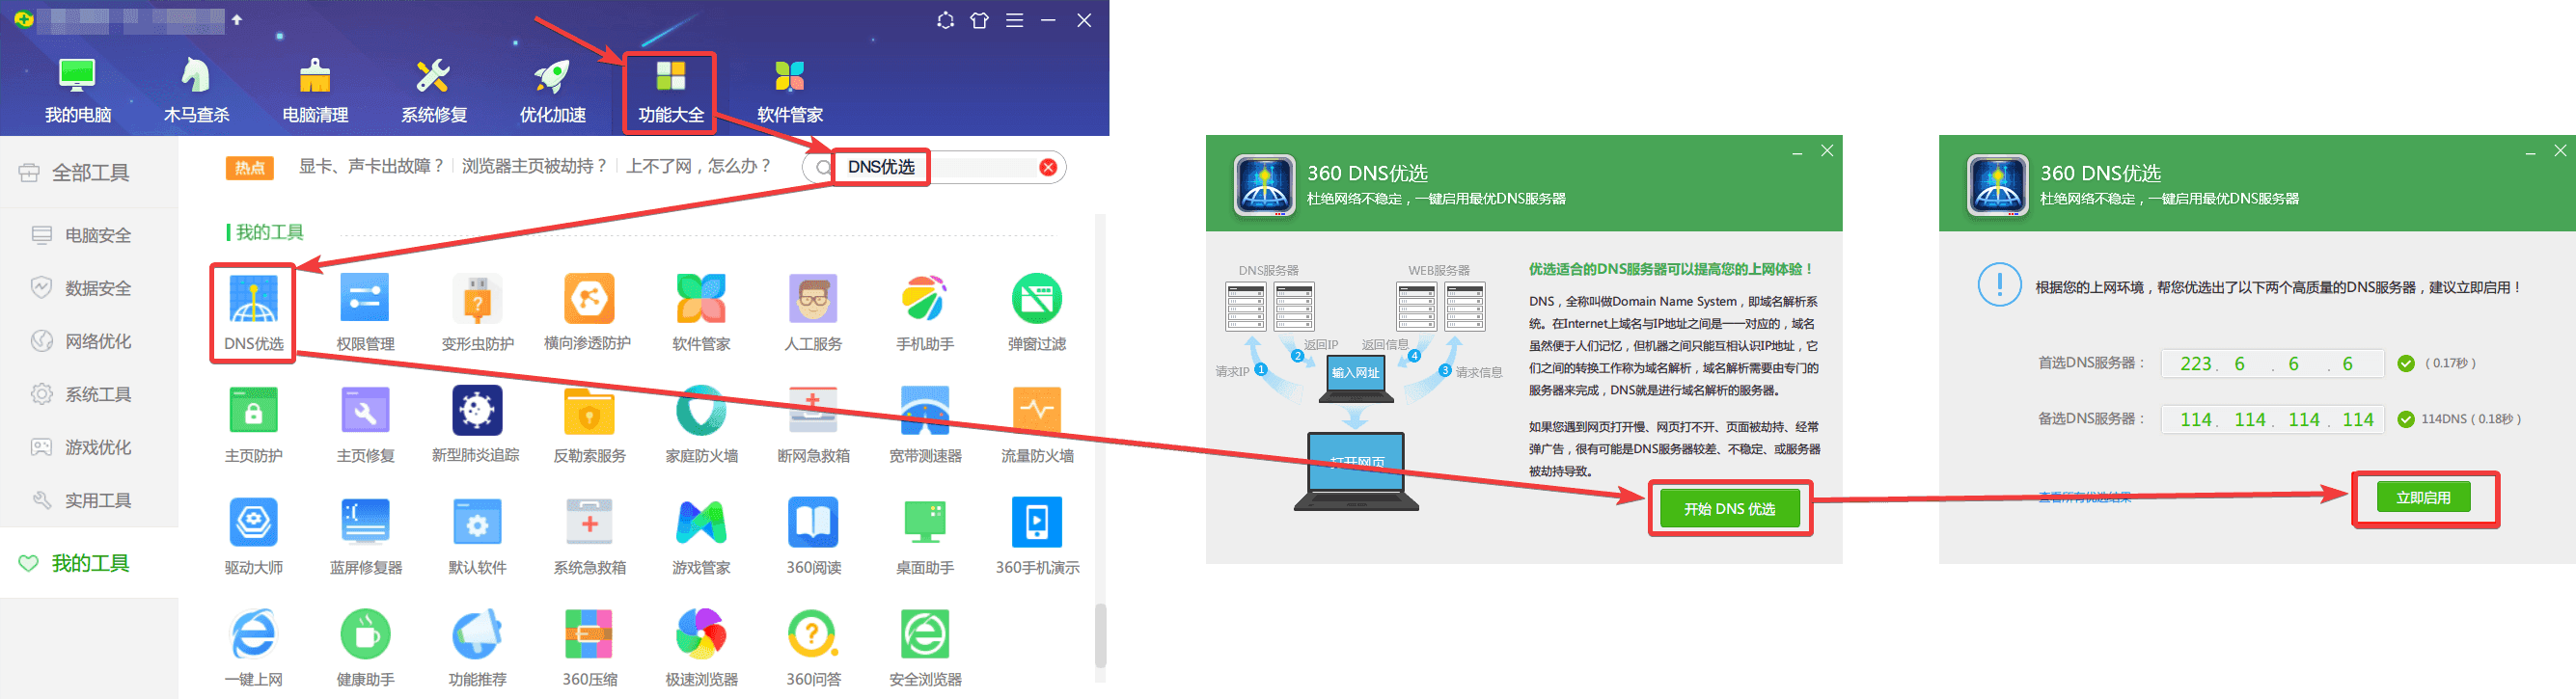 我的电脑
木马查杀
电脑清理
系统修复
优化加速
功能大全
软件管家
全部工具
电脑安全
数据安全
网络优化
系统工具
游戏优化
实用工具
我的工具
热点
显卡、声卡出故障？
浏览器主页被劫持？
上不了网，怎么办？
DNS优选
我的工具
DNS优选
权限管理
变形虫防护
横向渗透防护
软件管家
人工服务
手机助手
弹窗过滤
主页防护
主页修复
新型肺炎追踪
反勒索服务
家庭防火墙
断网急救箱
宽带测速器
流量防火墙
驱动大师
蓝屏修复器
默认软件
系统急救箱
游戏管家
360阅读
桌面助手
360手机演示
一键上网
健康助手
功能推荐
360压缩
极速浏览器
360问答
安全浏览器
360 DNS优选
杜绝网络不稳定，一键启用最优DNS服务器
DNS服务器
WEB服务器
返回IP
返回信息
2
4
请求IP
1
输入网址
3
请求信息
打开网页
优选适合的DNS服务器可以提高您的上网体验！
DNS，全称叫做Domain Name System，即域名解析系
统。在Internet上域名与IP地址之间是一一对应的，域名
虽然便于人们记忆，但机器之间只能互相认识IP地址，它
们之间的转换工作称为域名解析，域名解析需要由专门的
服务器来完成，DNS就是进行域名解析的服务器。
如果您遇到网页打开慢、网页打不开、页面被劫持、经常
弹广告，很有可能是DNS服务器较差、不稳定、或服务器
被劫持导致。
开始 DNS 优选
360 DNS优选
杜绝网络不稳定，一键启用最优DNS服务器
根据您的上网环境，帮您优选出了以下两个高质量的DNS服务器，建议立即启用！
首选DNS服务器： 223. 6 . 6 . 6 （0.17秒）
备选DNS服务器： 114. 114. 114. 114 114DNS（0.18秒）
查看所有优选结果
立即启用